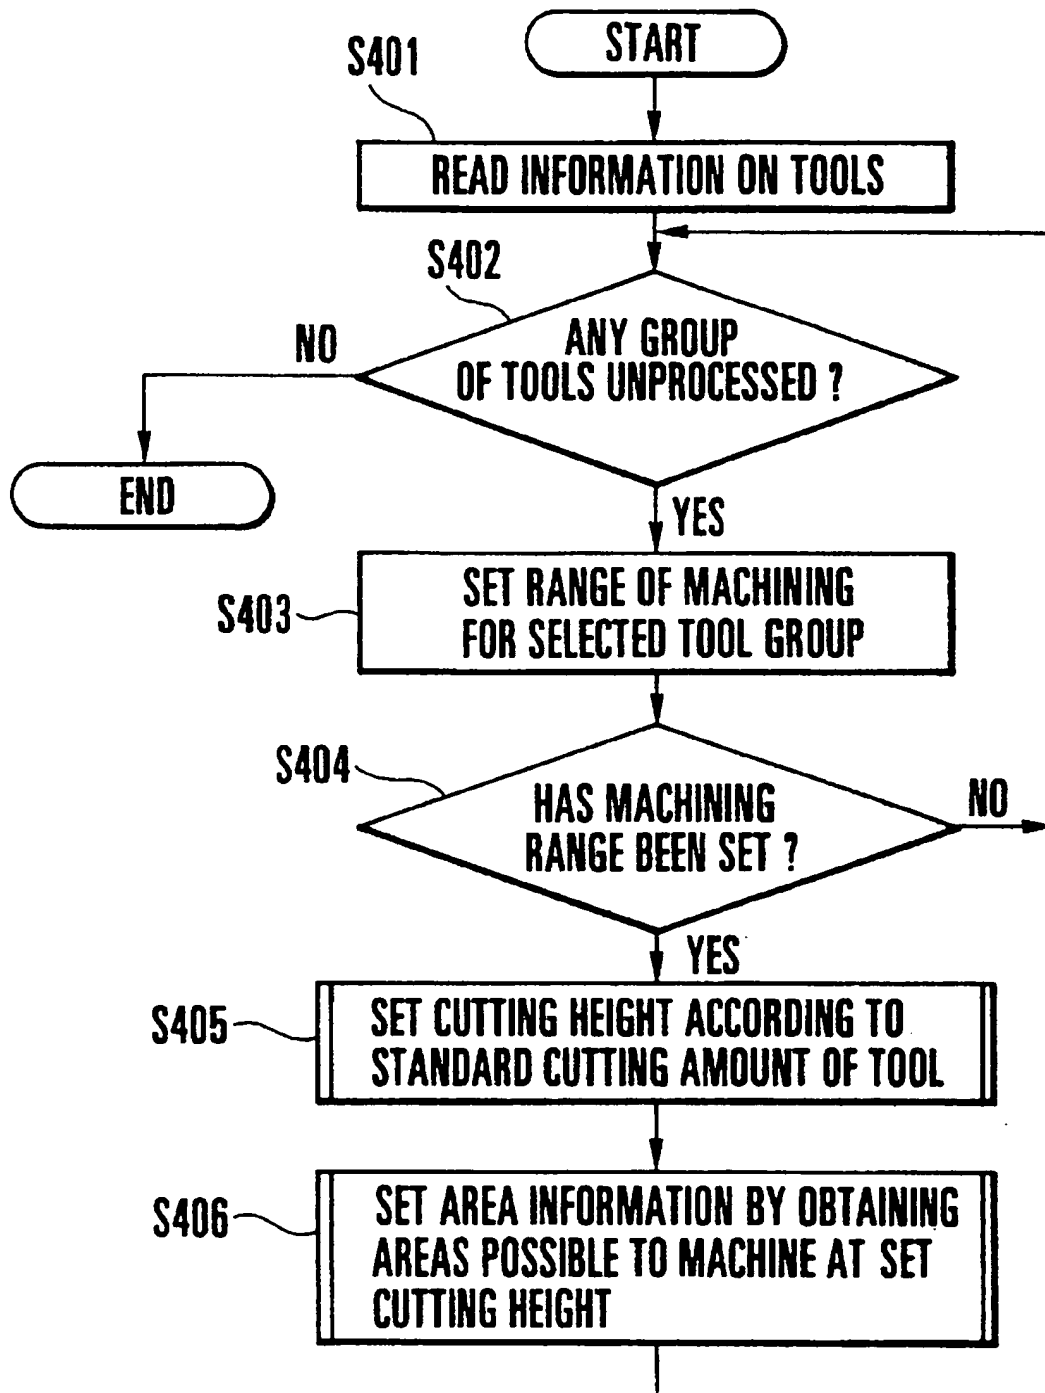 START
S401
READ INFORMATION ON TOOLS
S402
ANY GROUP
OF TOOLS UNPROCESSED ?
NO
END
YES
S403
SET RANGE OF MACHINING
FOR SELECTED TOOL GROUP
S404
HAS MACHINING
RANGE BEEN SET ?
NO
YES
S405
SET CUTTING HEIGHT ACCORDING TO
STANDARD CUTTING AMOUNT OF TOOL
S406
SET AREA INFORMATION BY OBTAINING
AREAS POSSIBLE TO MACHINE AT SET
CUTTING HEIGHT